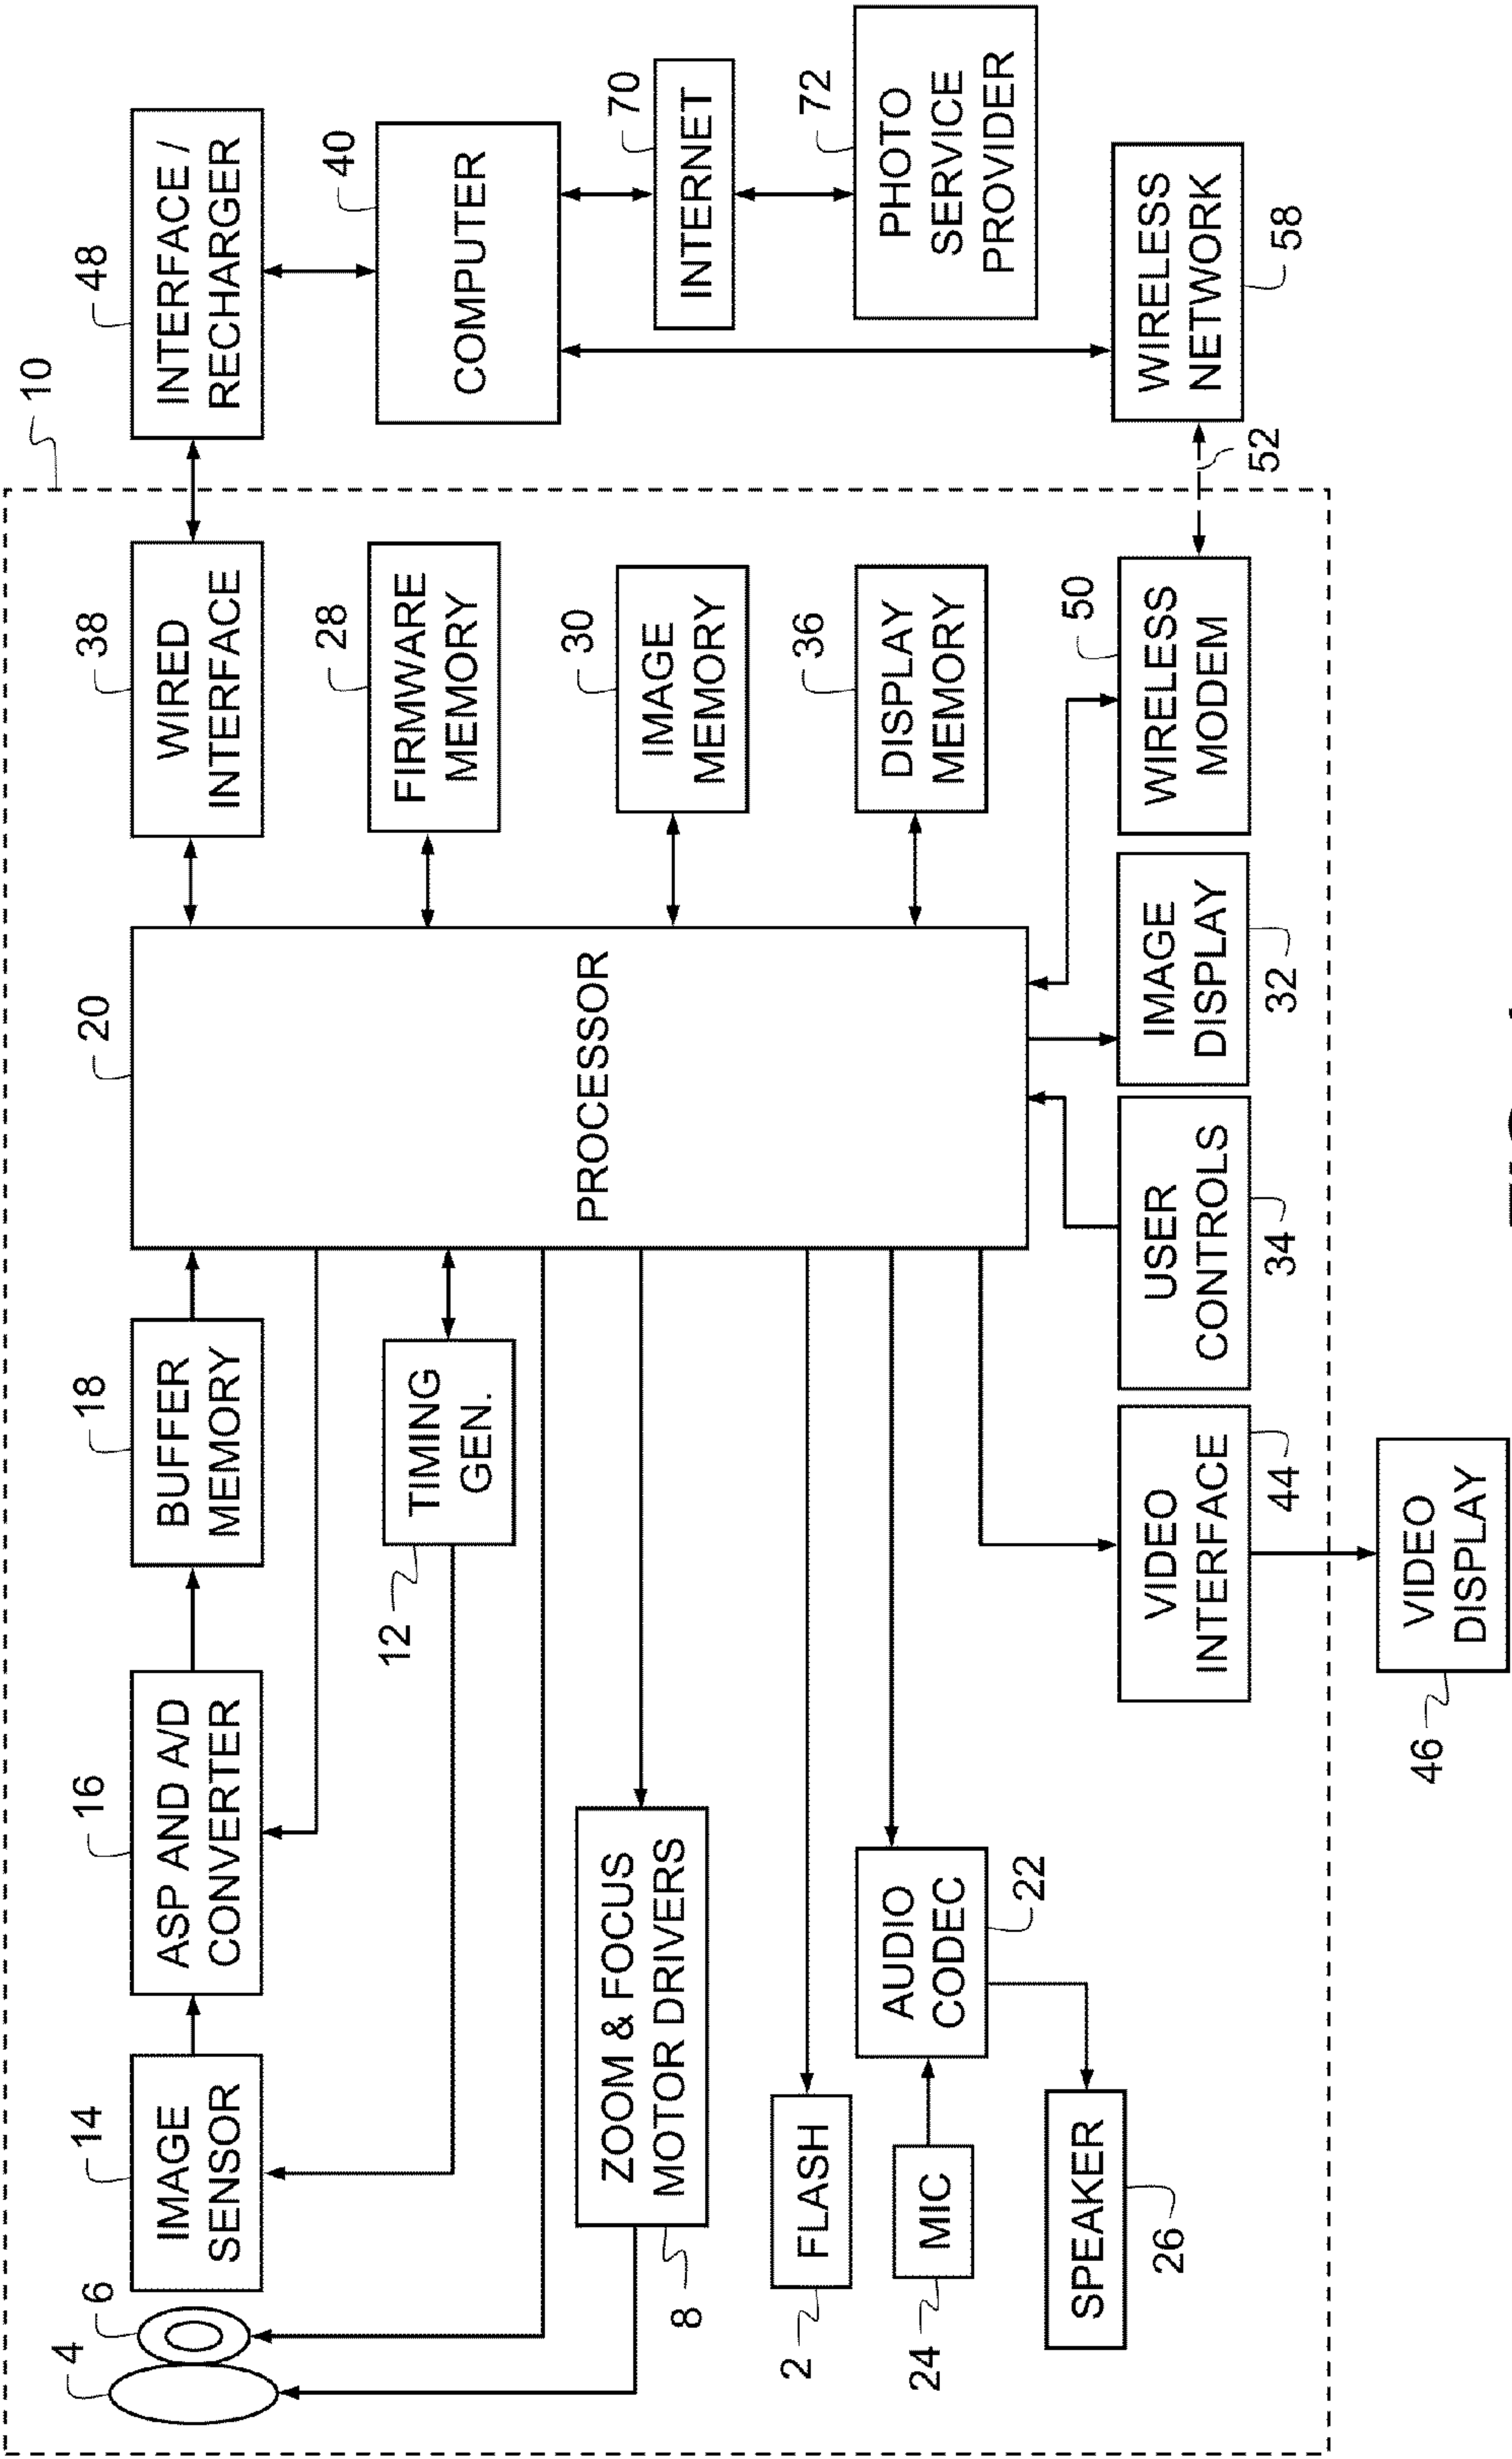 10
4
6
14
IMAGE
SENSOR
16
ASP AND A/D
CONVERTER
18
BUFFER
MEMORY
20
PROCESSOR
38
WIRED
INTERFACE
48
INTERFACE /
RECHARGER
12
TIMING
GEN.
28
FIRMWARE
MEMORY
40
COMPUTER
ZOOM & FOCUS
MOTOR DRIVERS
8
30
IMAGE
MEMORY
70
INTERNET
2
FLASH
24
MIC
AUDIO
CODEC
22
36
DISPLAY
MEMORY
72
PHOTO
SERVICE
PROVIDER
SPEAKER
26
VIDEO
INTERFACE
44
USER
CONTROLS
34
IMAGE
DISPLAY
32
50
WIRELESS
MODEM
52
WIRELESS
NETWORK
58
46
VIDEO
DISPLAY